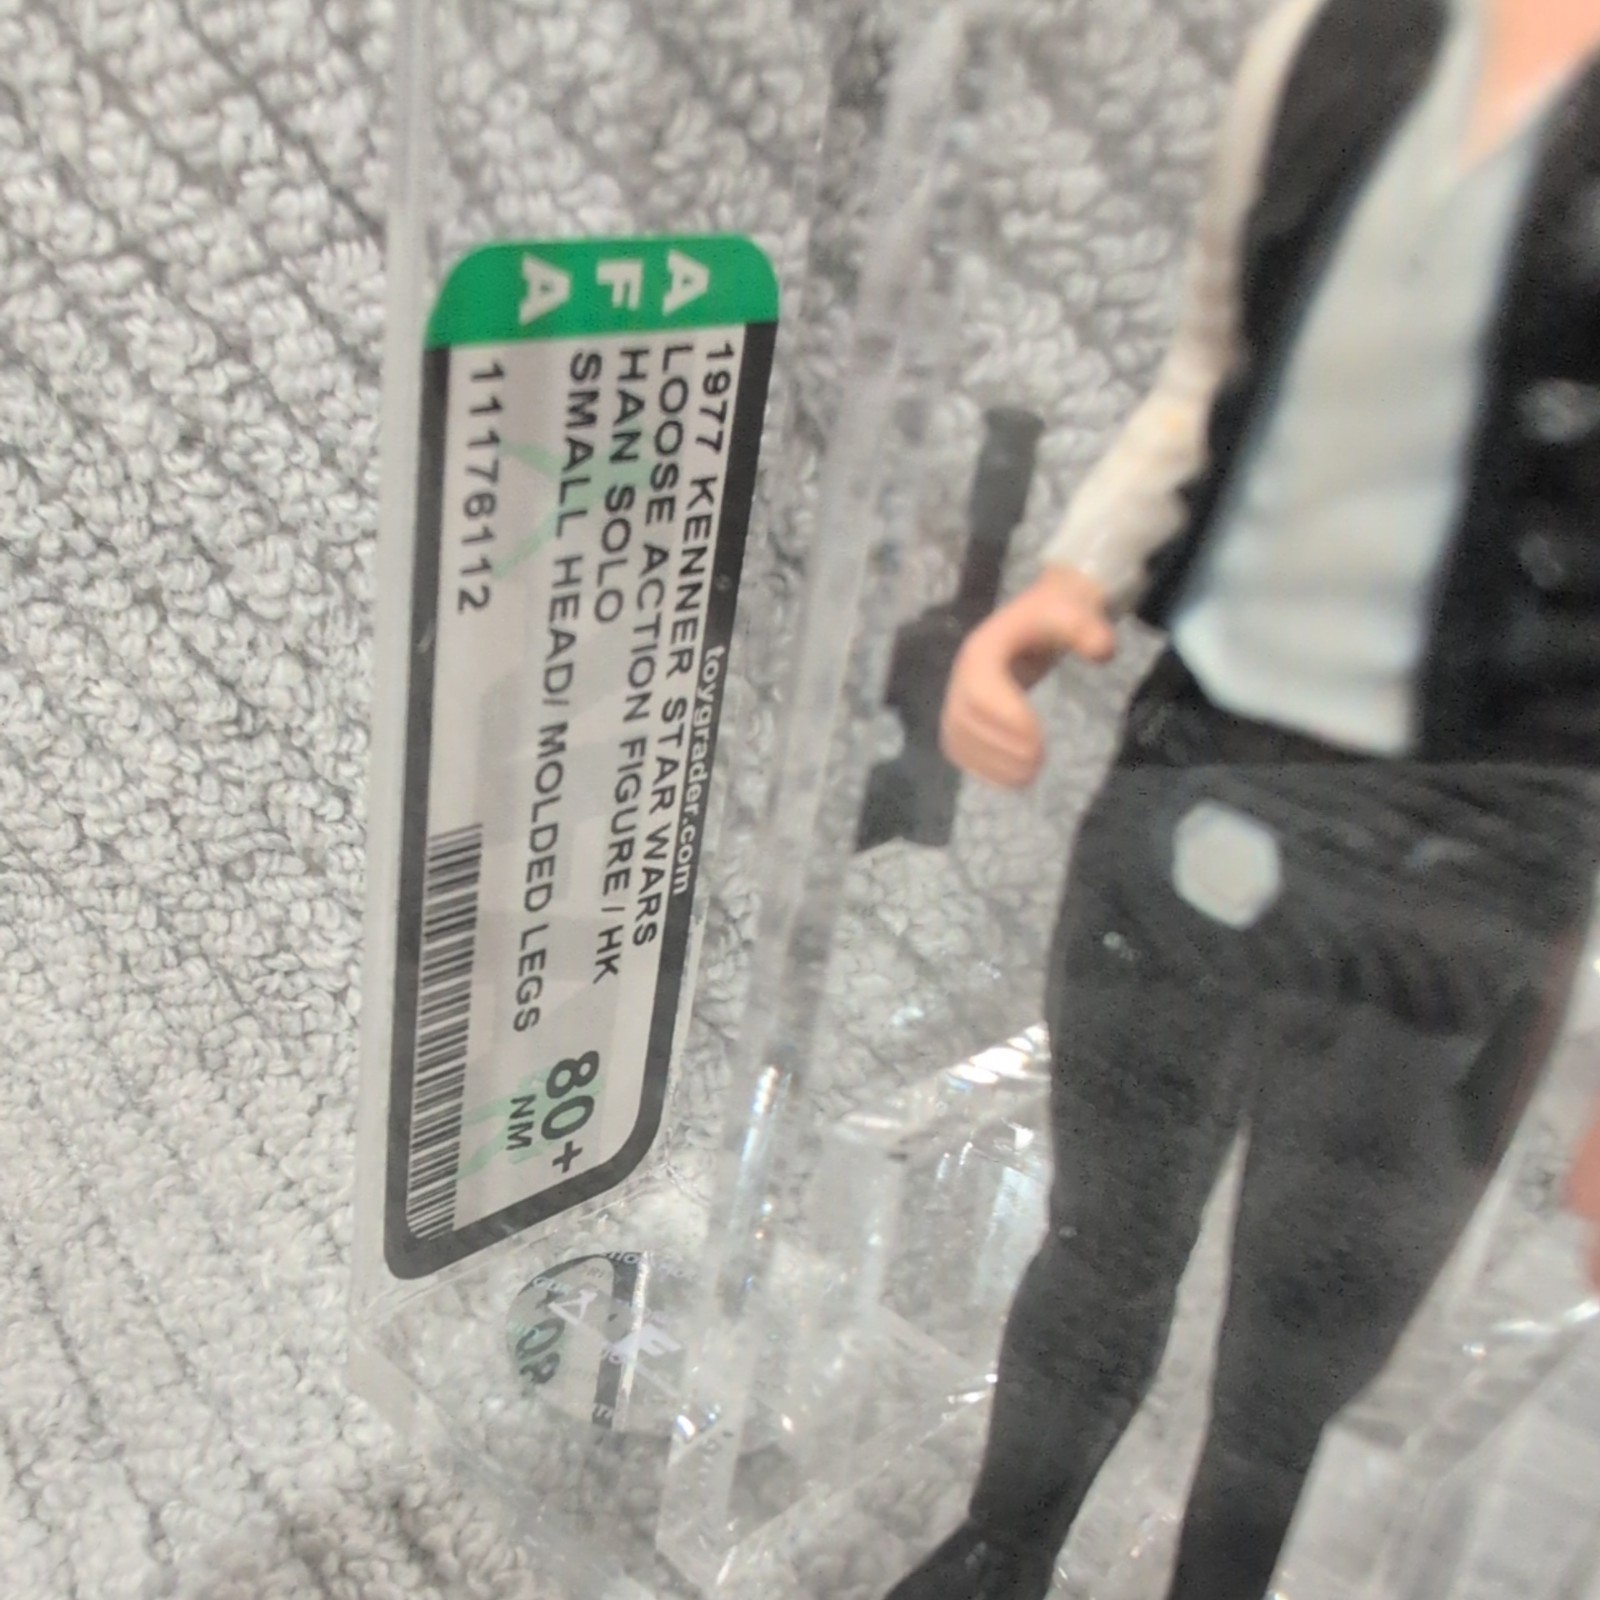 AFA
toygrader.com
1977 KENNER STAR WARS
LOOSE ACTION FIGURE / HK
HAN SOLO
SMALL HEAD/ MOLDED LEGS
11176112
80+
NM